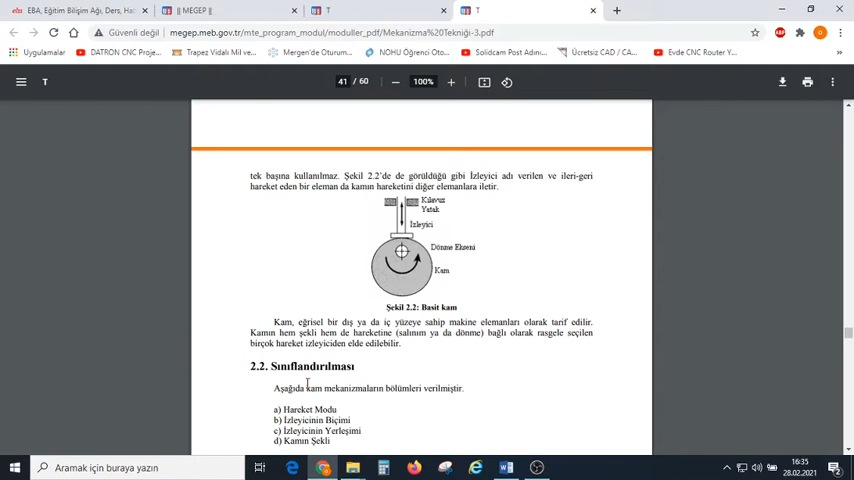 EBA, Eğitim Bilişim Ağı, Ders, Ha
|| MEGEP ||
T
T
Güvenli değil
megep.meb.gov.tr/mte_program_modul/moduller_pdf/Mekanizma%20Tekniği-3.pdf
ABP
o
Uygulamalar
DATRON CNC Proje...
Trapez Vidali Mil ve...
Mergen'de Oturum...
NOHU Öğrenci Oto...
Solidcam Post Adını...
Ücretsiz CAD / CA...
Evde CNC Router Y...
T
41 / 60
100%
tek başına kullanılmaz. Şekil 2.2'de de görüldüğü gibi İzleyici adı verilen ve ileri-geri
hareket eden bir eleman da kamın hareketini diğer elemanlara iletir.
Kılavuz
Yatak
İzleyici
Dönme Ekseni
Kam
Şekil 2.2: Basit kam
Kam, eğrisel bir dış ya da iç yüzeye sahip makine elemanları olarak tarif edilir.
Kamın hem şekli hem de hareketine (salınım ya da dönme) bağlı olarak rasgele seçilen
birçok hareket izleyiciden elde edilebilir.
2.2. Sınıflandırılması
Aşağıda kam mekanizmaların bölümleri verilmiştir.
a) Hareket Modu
b) İzleyicinin Biçimi
c) İzleyicinin Yerleşimi
d) Kamın Şekli
Aramak için buraya yazın
16:35
28.02.2021
2